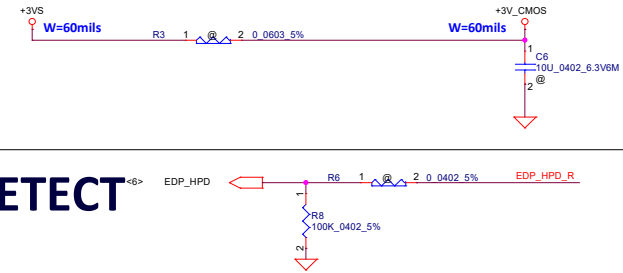 +3VS +3V_CMOS
W=60mils W=60mils
R3 1 @ 2 0_0603_5%
1
C6
10U_0402_6.3V6M
@
2
ETECT <6> EDP_HPD R6 1 @ 2 0_0402_5% EDP_HPD_R
1
R8
100K_0402_5%
2